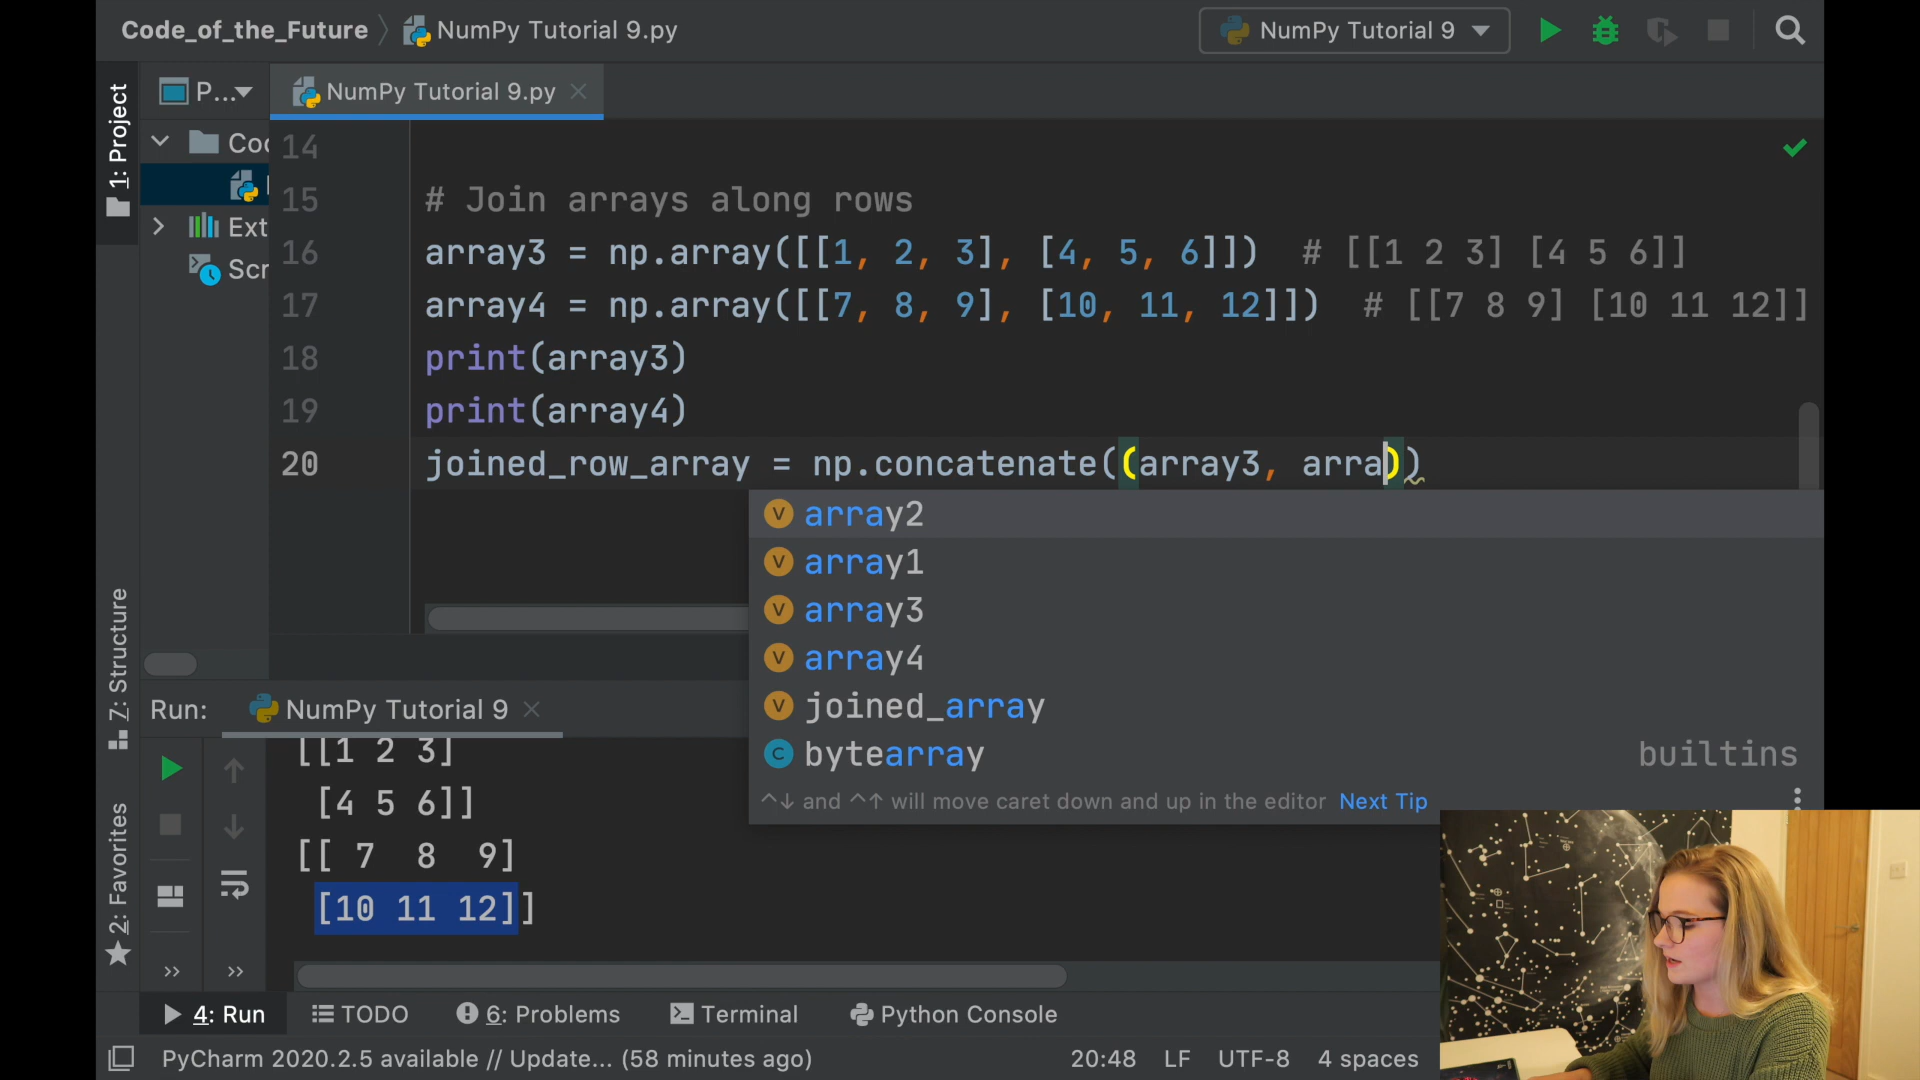 Code_of_the_Future NumPy Tutorial 9.py NumPy Tutorial 9
P... NumPy Tutorial 9.py
1: Project
Coc
Ext
Scr
14
15 # Join arrays along rows
16 array3 = np.array([[1, 2, 3], [4, 5, 6]]) # [[1 2 3] [4 5 6]]
17 array4 = np.array([[7, 8, 9], [10, 11, 12]]) # [[7 8 9] [10 11 12]]
18 print(array3)
19 print(array4)
20 joined_row_array = np.concatenate((array3, arra))
array2
array1
array3
array4
joined_array
bytearray builtins
^↓ and ^↑ will move caret down and up in the editor Next Tip
7: Structure
2: Favorites
Run: NumPy Tutorial 9
[[1 2 3]
[4 5 6]]
[[ 7 8 9]
[10 11 12]]
4: Run TODO 6: Problems Terminal Python Console
PyCharm 2020.2.5 available // Update... (58 minutes ago) 20:48 LF UTF-8 4 spaces